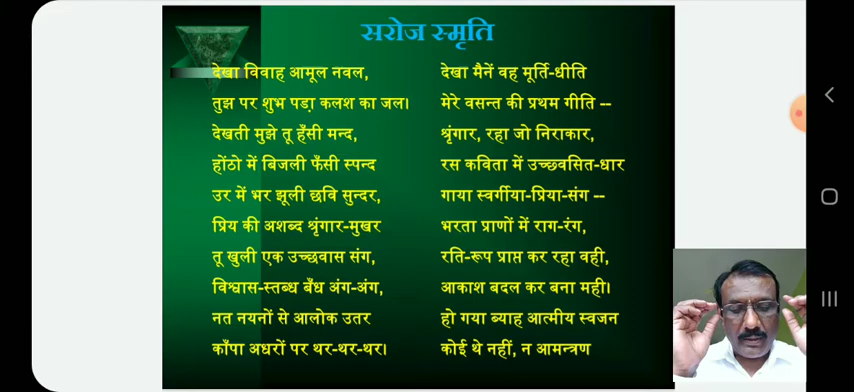 सरोज स्मृति
देखा विवाह आमूल नवल,
तुझ पर शुभ पडा़ कलश का जल।
देखती मुझे तू हँसी मन्द,
होंठो में बिजली फँसी स्पन्द
उर में भर झूली छवि सुन्दर,
प्रिय की अशब्द श्रृंगार-मुखर
तू खुली एक उच्छवास संग,
विश्वास-स्तब्ध बँध अंग-अंग,
नत नयनों से आलोक उतर
काँपा अधरों पर थर-थर-थर।
देखा मैनें वह मूर्ति-धीति
मेरे वसन्त की प्रथम गीति --
श्रृंगार, रहा जो निराकार,
रस कविता में उच्छ्वसित-धार
गाया स्वर्गीया-प्रिया-संग --
भरता प्राणों में राग-रंग,
रति-रूप प्राप्त कर रहा वही,
आकाश बदल कर बना मही।
हो गया ब्याह आत्मीय स्वजन
कोई थे नहीं, न आमन्त्रण